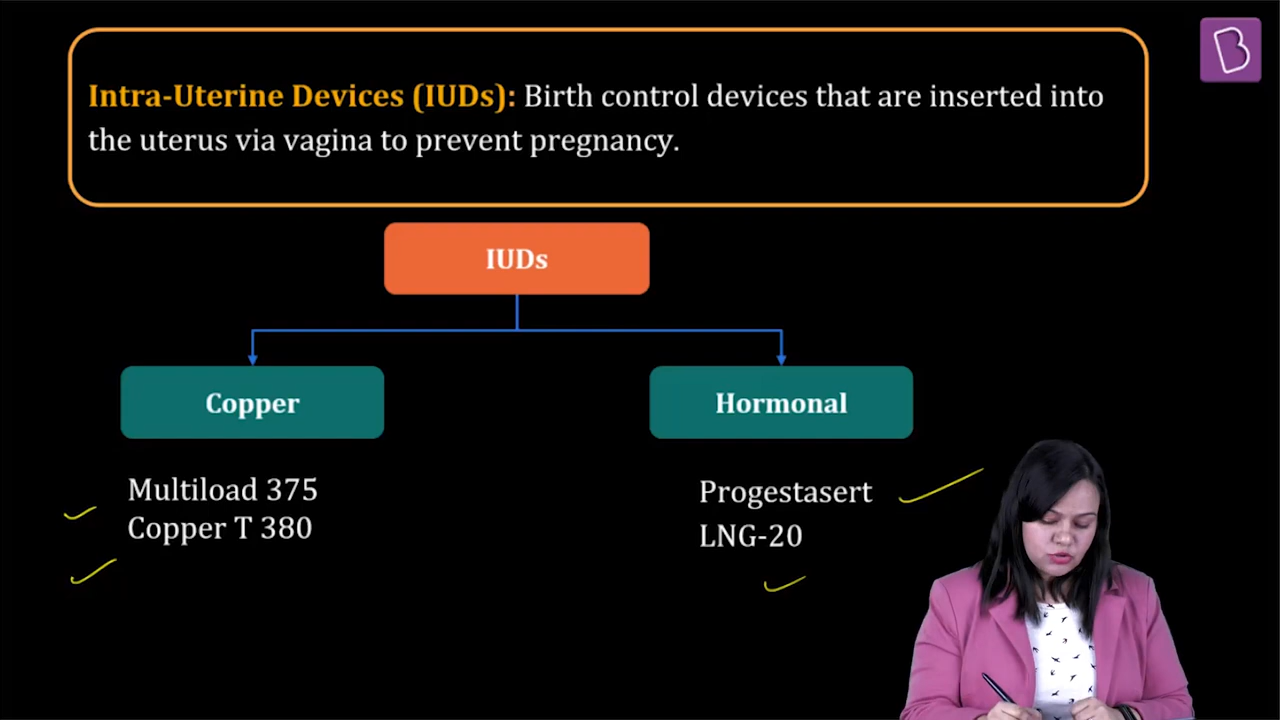 Intra-Uterine Devices (IUDs): Birth control devices that are inserted into
the uterus via vagina to prevent pregnancy.
IUDs
Copper
Hormonal
Multiload 375
Copper T 380
Progestasert
LNG-20
B